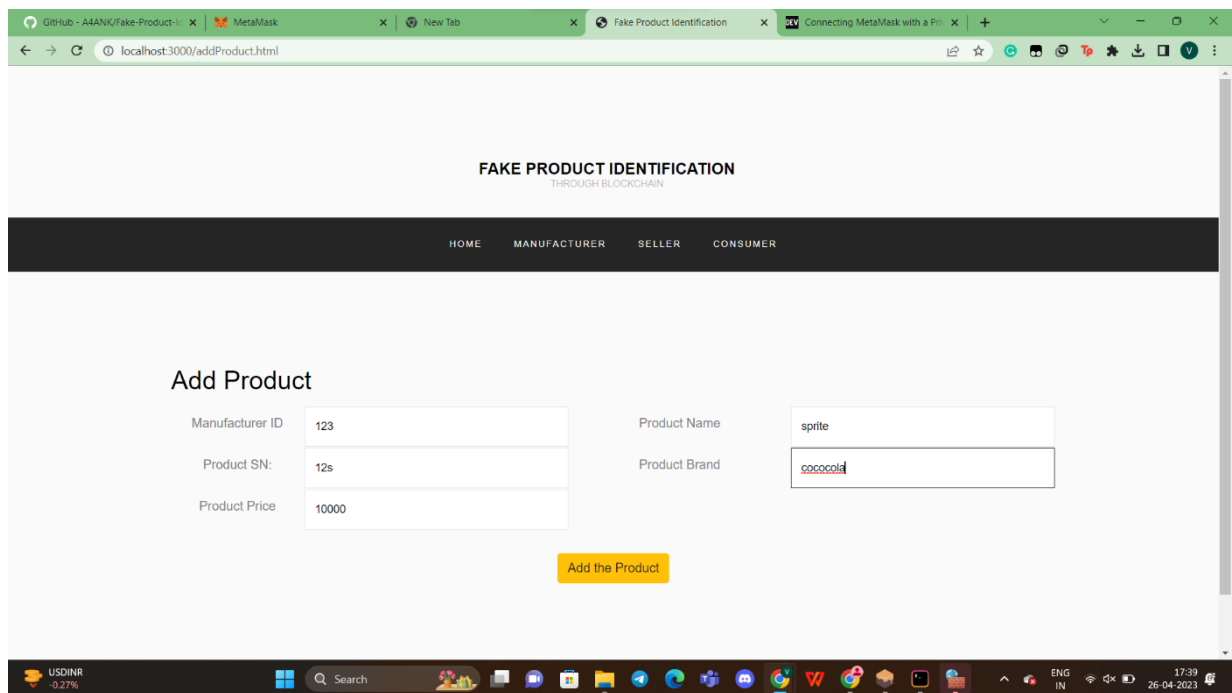 GitHub - A4ANK/Fake-Product-Id
MetaMask
New Tab
Fake Product Identification
DEV Connecting MetaMask with a Pri
localhost:3000/addProduct.html
Tp
V
FAKE PRODUCT IDENTIFICATION
THROUGH BLOCKCHAIN
HOME MANUFACTURER SELLER CONSUMER
Add Product
Manufacturer ID 123 Product Name sprite
Product SN: 12s Product Brand cococola
Product Price 10000
Add the Product
USDINR
-0.27%
Search
ENG
IN
17:39
26-04-2023